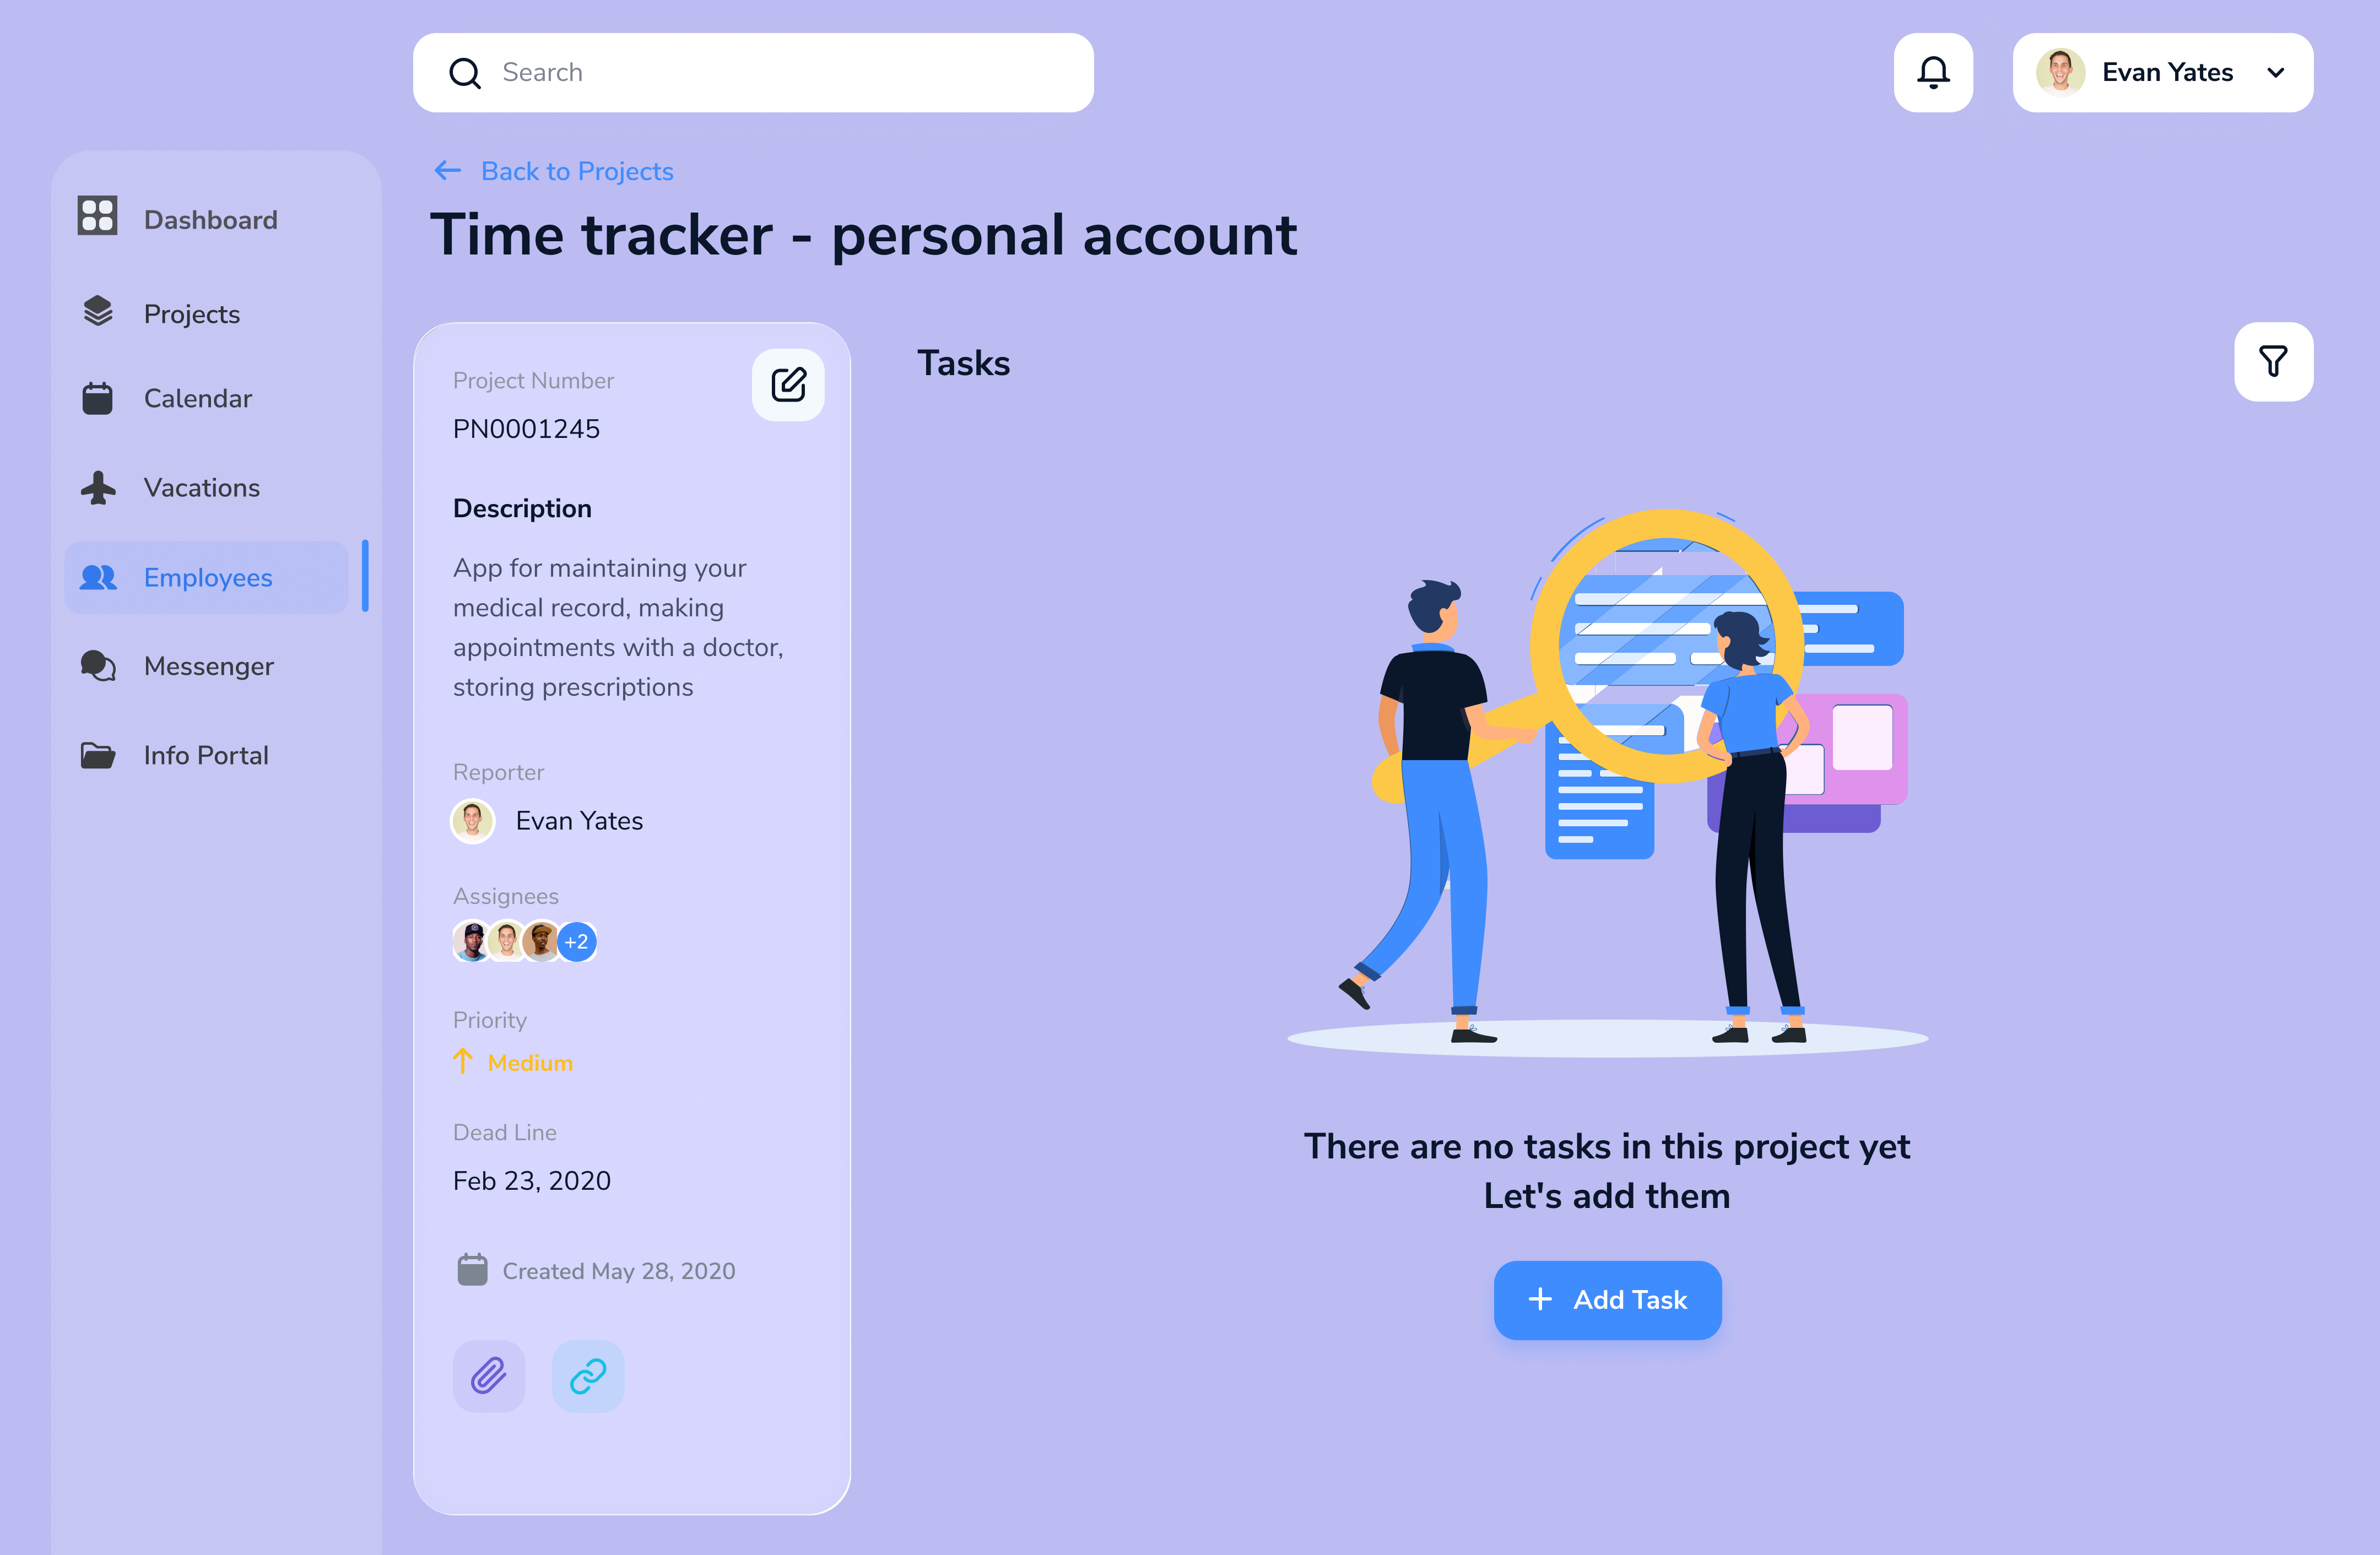 Search
Evan Yates
Back to Projects
Time tracker - personal account
Dashboard
Projects
Calendar
Vacations
Employees
Messenger
Info Portal
Project Number
PN0001245
Description
App for maintaining your
medical record, making
appointments with a doctor,
storing prescriptions
Reporter
Evan Yates
Assignees
+2
Priority
Medium
Dead Line
Feb 23, 2020
Created May 28, 2020
Tasks
There are no tasks in this project yet
Let's add them
Add Task